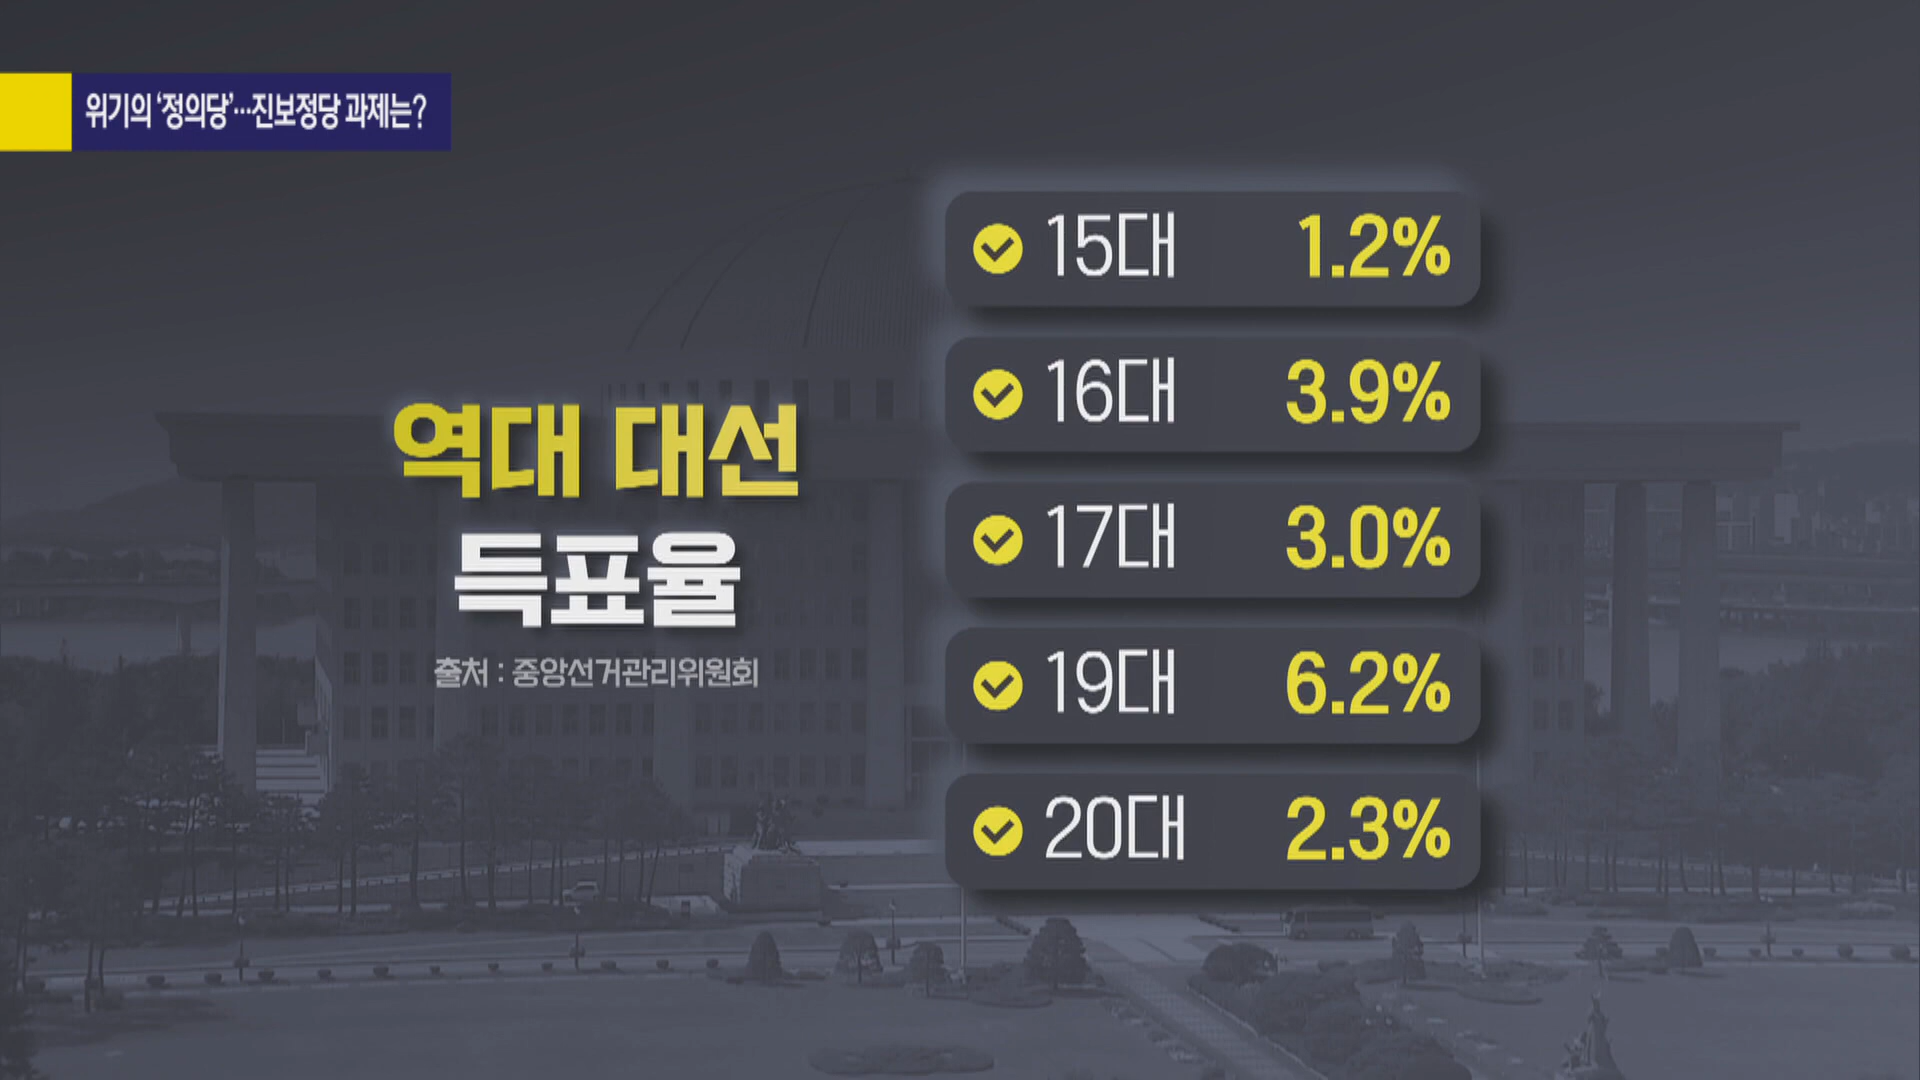 위기의 ‘정의당’…진보정당 과제는?
역대 대선
득표율
출처 : 중앙선거관리위원회
15대 1.2%
16대 3.9%
17대 3.0%
19대 6.2%
20대 2.3%